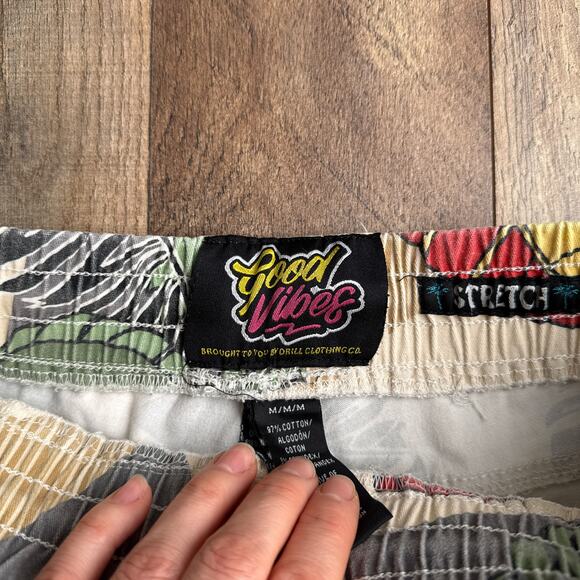 Good
Vibes
BROUGHT TO YOU BY DRILL CLOTHING CO.
STRETCH
M/M/M
97% COTTON/
ALGODÓN/
COTON